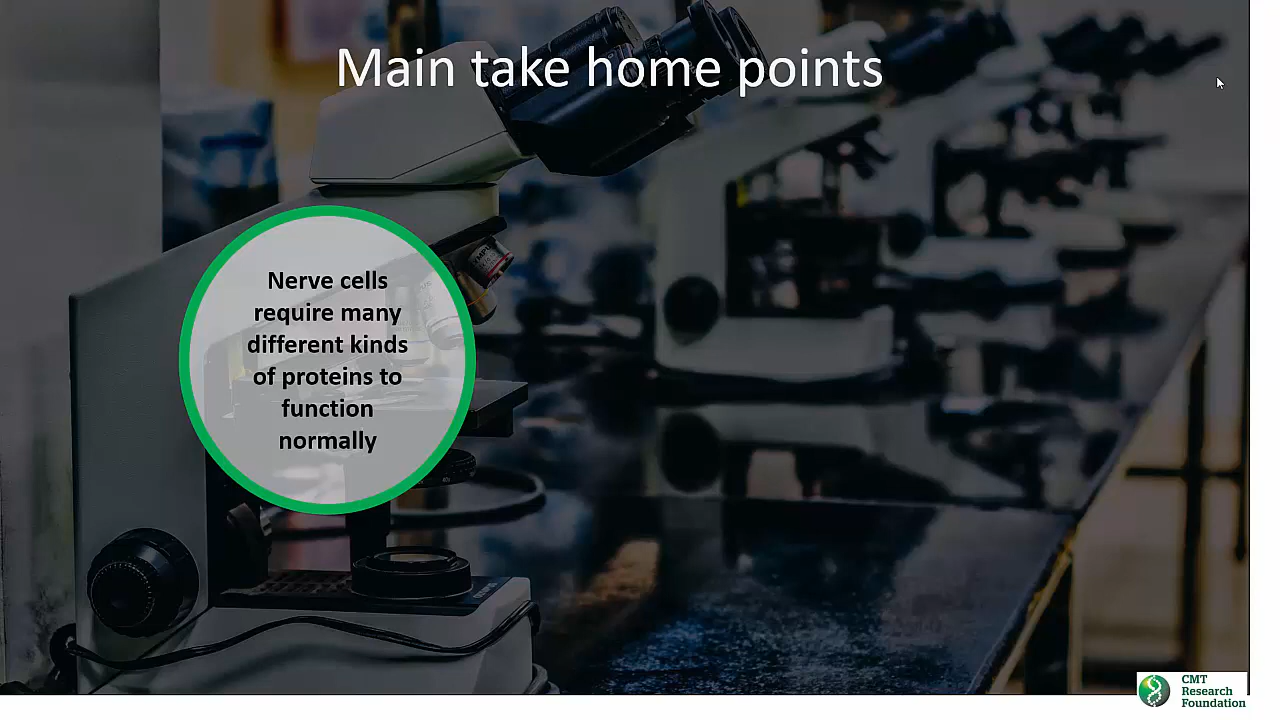 Main take home points
Nerve cells
require many
different kinds
of proteins to
function
normally
CMT
Research
Foundation